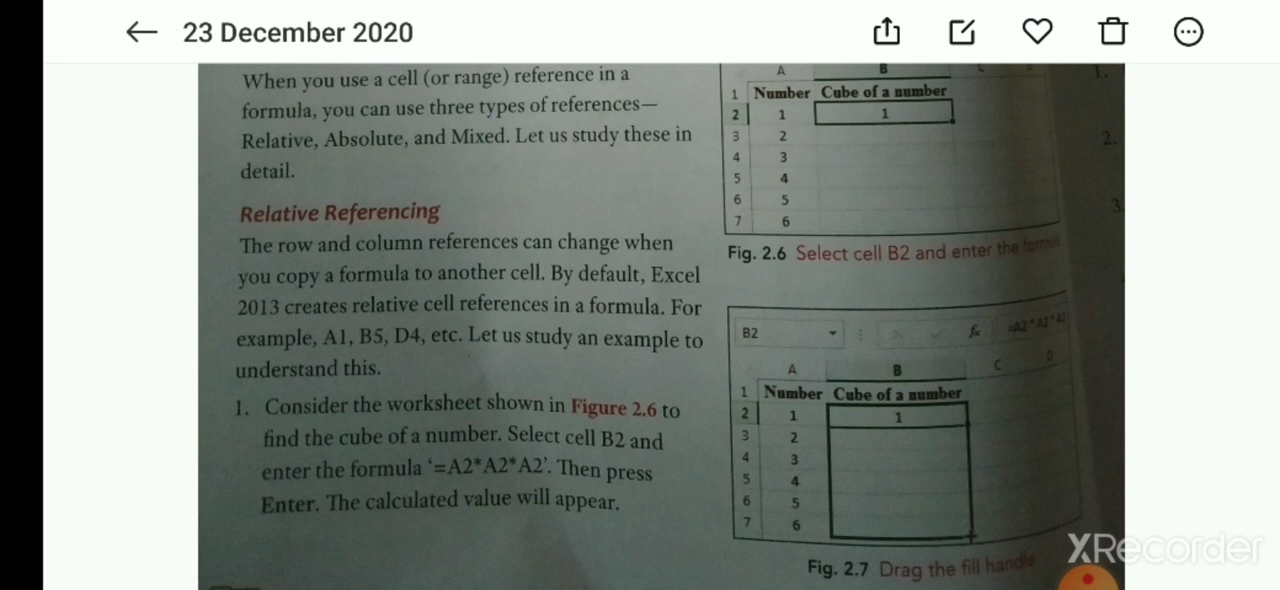 23 December 2020
When you use a cell (or range) reference in a
formula, you can use three types of references—
Relative, Absolute, and Mixed. Let us study these in
detail.
Relative Referencing
The row and column references can change when
you copy a formula to another cell. By default, Excel
2013 creates relative cell references in a formula. For
example, A1, B5, D4, etc. Let us study an example to
understand this.
1. Consider the worksheet shown in Figure 2.6 to
find the cube of a number. Select cell B2 and
enter the formula ‘=A2*A2*A2’. Then press
Enter. The calculated value will appear.
A B
1 Number Cube of a number
2 1 1
3 2
4 3
5 4
6 5
7 6
Fig. 2.6 Select cell B2 and enter the formula
B2 fx =A2*A2*A2
A B C D
1 Number Cube of a number
2 1 1
3 2
4 3
5 4
6 5
7 6
Fig. 2.7 Drag the fill handle
1.
2.
3.
XRecorder